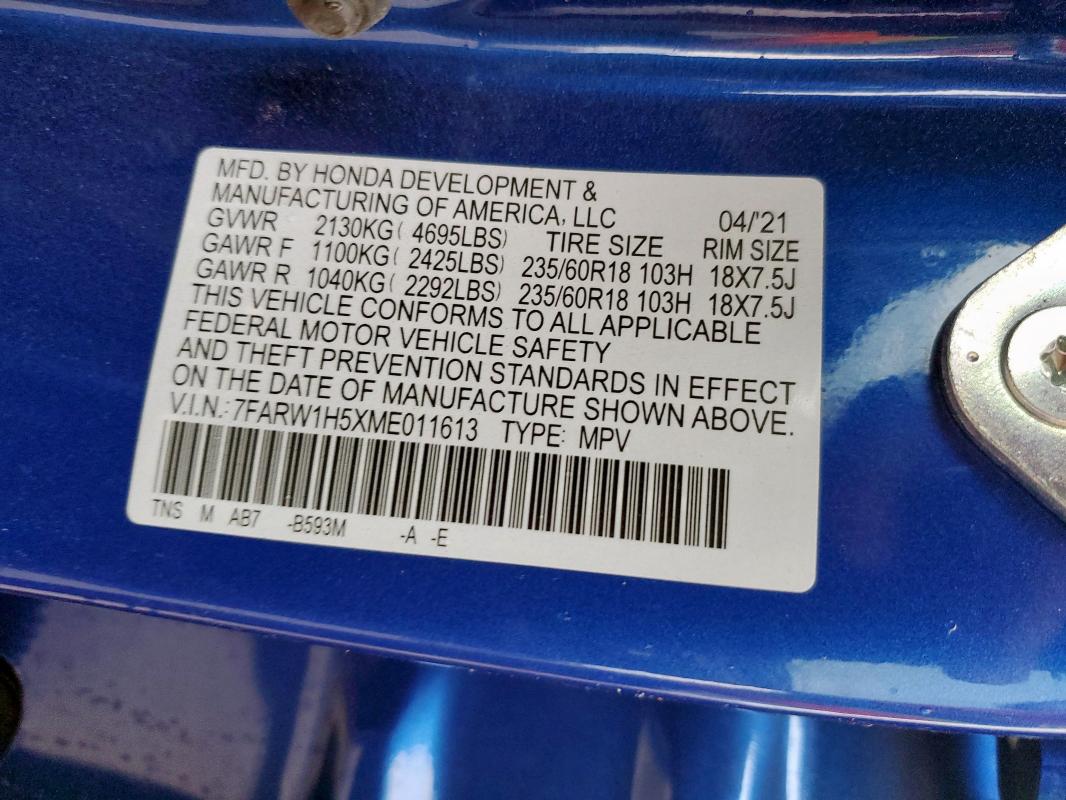 MFD. BY HONDA DEVELOPMENT &
MANUFACTURING OF AMERICA, LLC 04/'21
GVWR 2130KG( 4695LBS) TIRE SIZE RIM SIZE
GAWR F 1100KG( 2425LBS) 235/60R18 103H 18X7.5J
GAWR R 1040KG( 2292LBS) 235/60R18 103H 18X7.5J
THIS VEHICLE CONFORMS TO ALL APPLICABLE
FEDERAL MOTOR VEHICLE SAFETY
AND THEFT PREVENTION STANDARDS IN EFFECT
ON THE DATE OF MANUFACTURE SHOWN ABOVE.
V.I.N.: 7FARW1H5XME011613 TYPE: MPV
TNS M AB7 -B593M -A -E